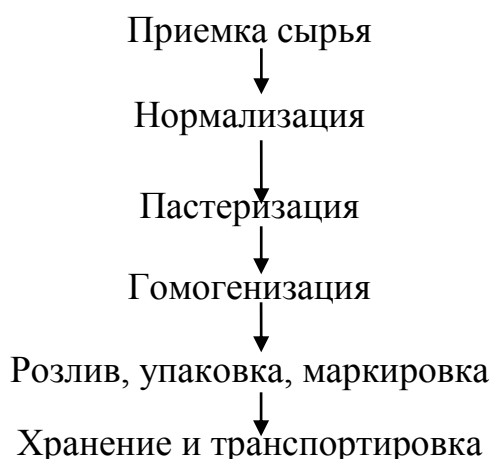 Приемка сырья
Нормализация
Пастеризация
Гомогенизация
Розлив, упаковка, маркировка
Хранение и транспортировка